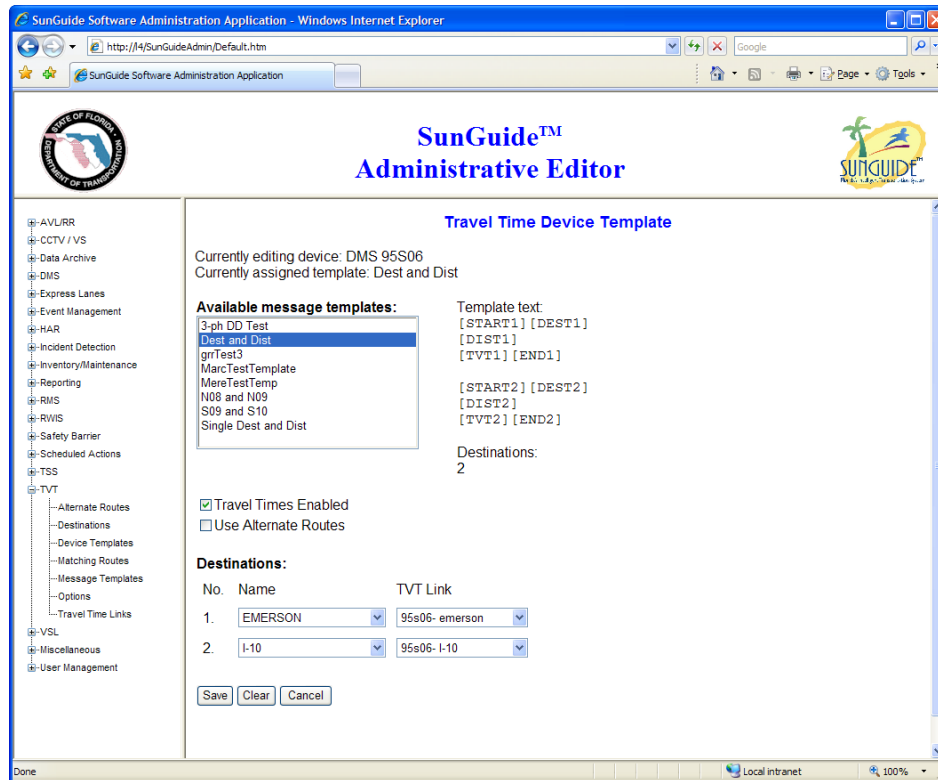 SunGuide Software Administration Application - Windows Internet Explorer
http://l4/SunGuideAdmin/Default.htm
Google
SunGuide Software Administration Application
Page
Tools
STATE OF FLORIDA
DEPARTMENT OF TRANSPORTATION
SunGuide™
Administrative Editor
SUNGUIDE™
AVL/RR
CCTV / VS
Data Archive
DMS
Express Lanes
Event Management
HAR
Incident Detection
Inventory/Maintenance
Reporting
RMS
RWIS
Safety Barrier
Scheduled Actions
TSS
TVT
Alternate Routes
Destinations
Device Templates
Matching Routes
Message Templates
Options
Travel Time Links
VSL
Miscellaneous
User Management
Travel Time Device Template
Currently editing device: DMS 95S06
Currently assigned template: Dest and Dist
Available message templates:
3-ph DD Test
Dest and Dist
grrTest3
MarcTestTemplate
MereTestTemp
N08 and N09
S09 and S10
Single Dest and Dist
Template text:
[START1][DEST1]
[DIST1]
[TVT1][END1]
[START2][DEST2]
[DIST2]
[TVT2][END2]
Destinations:
2
Travel Times Enabled
Use Alternate Routes
Destinations:
No. Name TVT Link
1. EMERSON 95s06- emerson
2. I-10 95s06- I-10
Save Clear Cancel
Done
Local intranet
100%